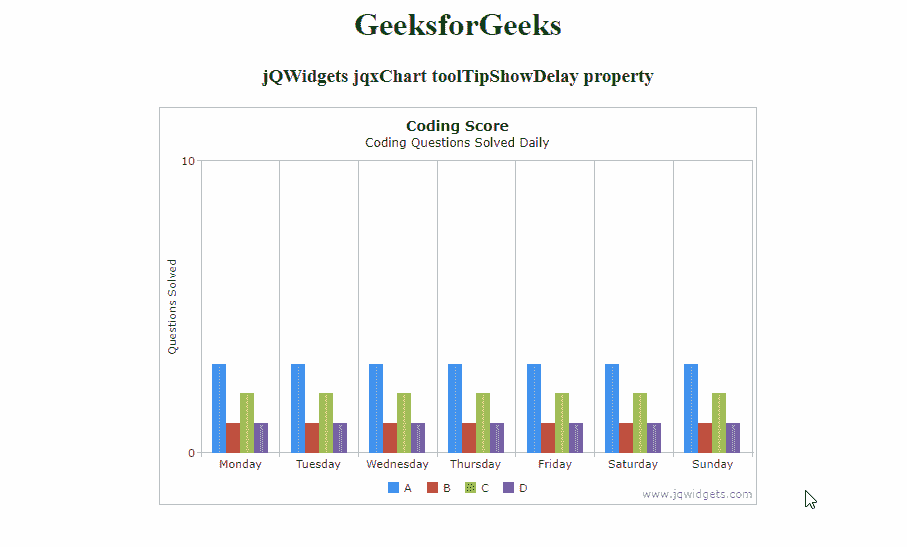 GeeksforGeeks
jQWidgets jqxChart toolTipShowDelay property
Coding Score
Coding Questions Solved Daily
10
Questions Solved
0
Monday Tuesday Wednesday Thursday Friday Saturday Sunday
A B C D
www.jqwidgets.com